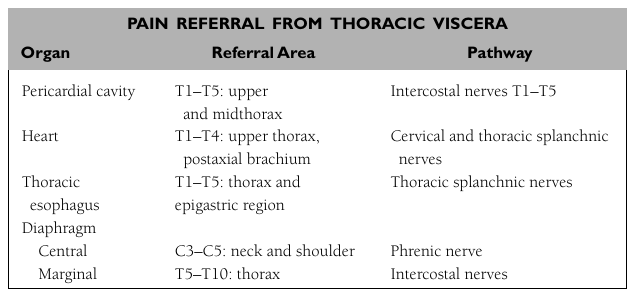 PAIN REFERRAL FROM THORACIC VISCERA
Organ Referral Area Pathway
Pericardial cavity T1–T5: upper Intercostal nerves T1–T5
and midthorax
Heart T1–T4: upper thorax, Cervical and thoracic splanchnic
postaxial brachium nerves
Thoracic T1–T5: thorax and Thoracic splanchnic nerves
esophagus epigastric region
Diaphragm
Central C3–C5: neck and shoulder Phrenic nerve
Marginal T5–T10: thorax Intercostal nerves